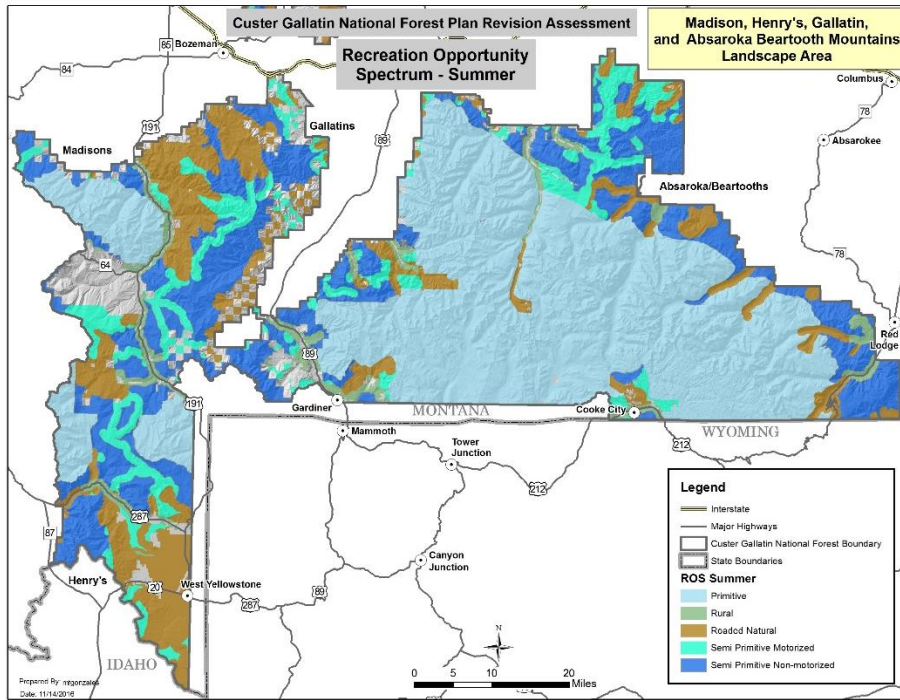 Custer Gallatin National Forest Plan Revision Assessment
Recreation Opportunity
Spectrum - Summer
Madison, Henry's, Gallatin,
and Absaroka Beartooth Mountains
Landscape Area
85
Bozeman
84
191
Madisons
Gallatins
89
Columbus
78
Absarokee
Absaroka/Beartooths
64
78
Red
Lodge
89
191
Gardiner
MONTANA
Cooke City
WYOMING
Mammoth
212
Tower
Junction
212
287
87
Canyon
Junction
Henry's
20
West Yellowstone
287
89
IDAHO
N
0 5 10 20
Miles
Prepared By: mrgonzales
Date: 11/14/2016
Legend
Interstate
Major Highways
Custer Gallatin National Forest Boundary
State Boundaries
ROS Summer
Primitive
Rural
Roaded Natural
Semi Primitive Motorized
Semi Primitive Non-motorized